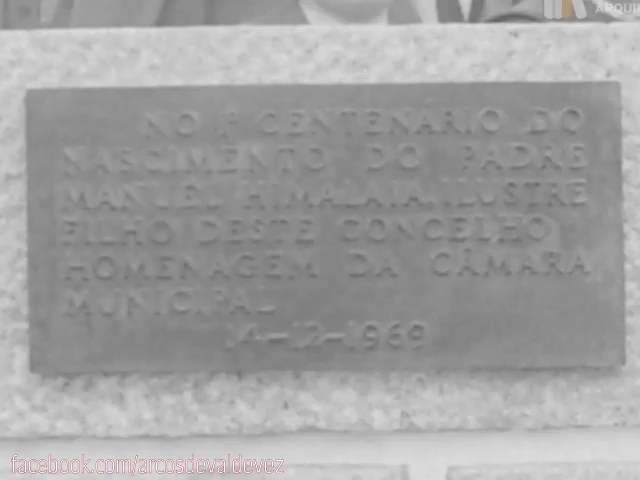 ARQUI
NO 1º CENTENÁRIO DO
NASCIMENTO DO PADRE
MANUEL HIMALAIA, ILUSTRE
FILHO DESTE CONCELHO
HOMENAGEM DA CÂMARA
MUNICIPAL
14-12-1969
facebook.com/arcosdevaldevez